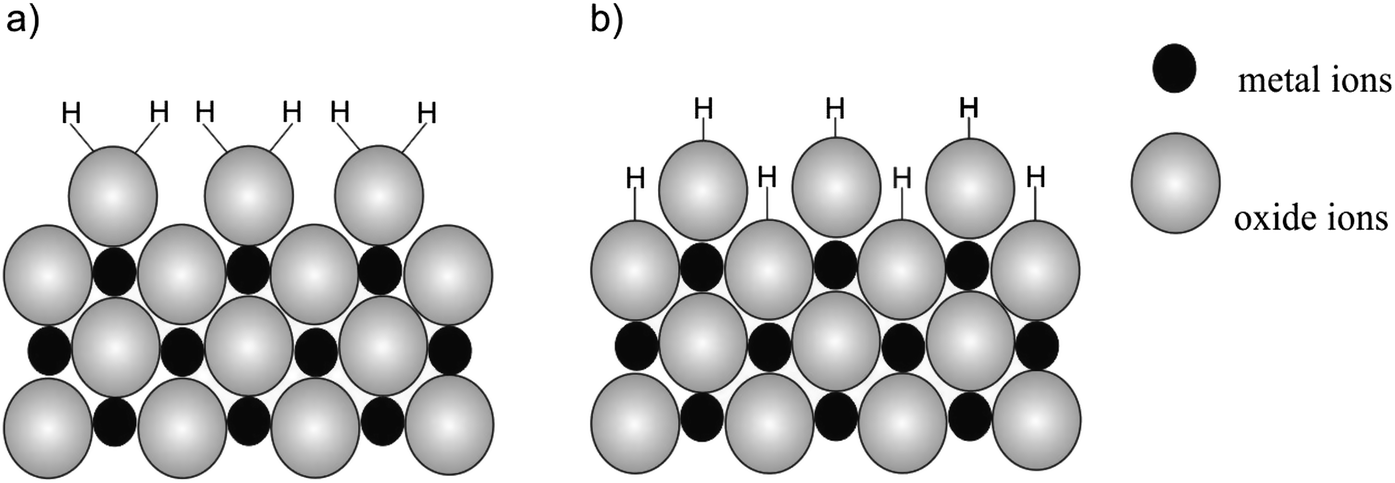 a)
H H H H H H
b)
H H H
H H H H
metal ions
oxide ions